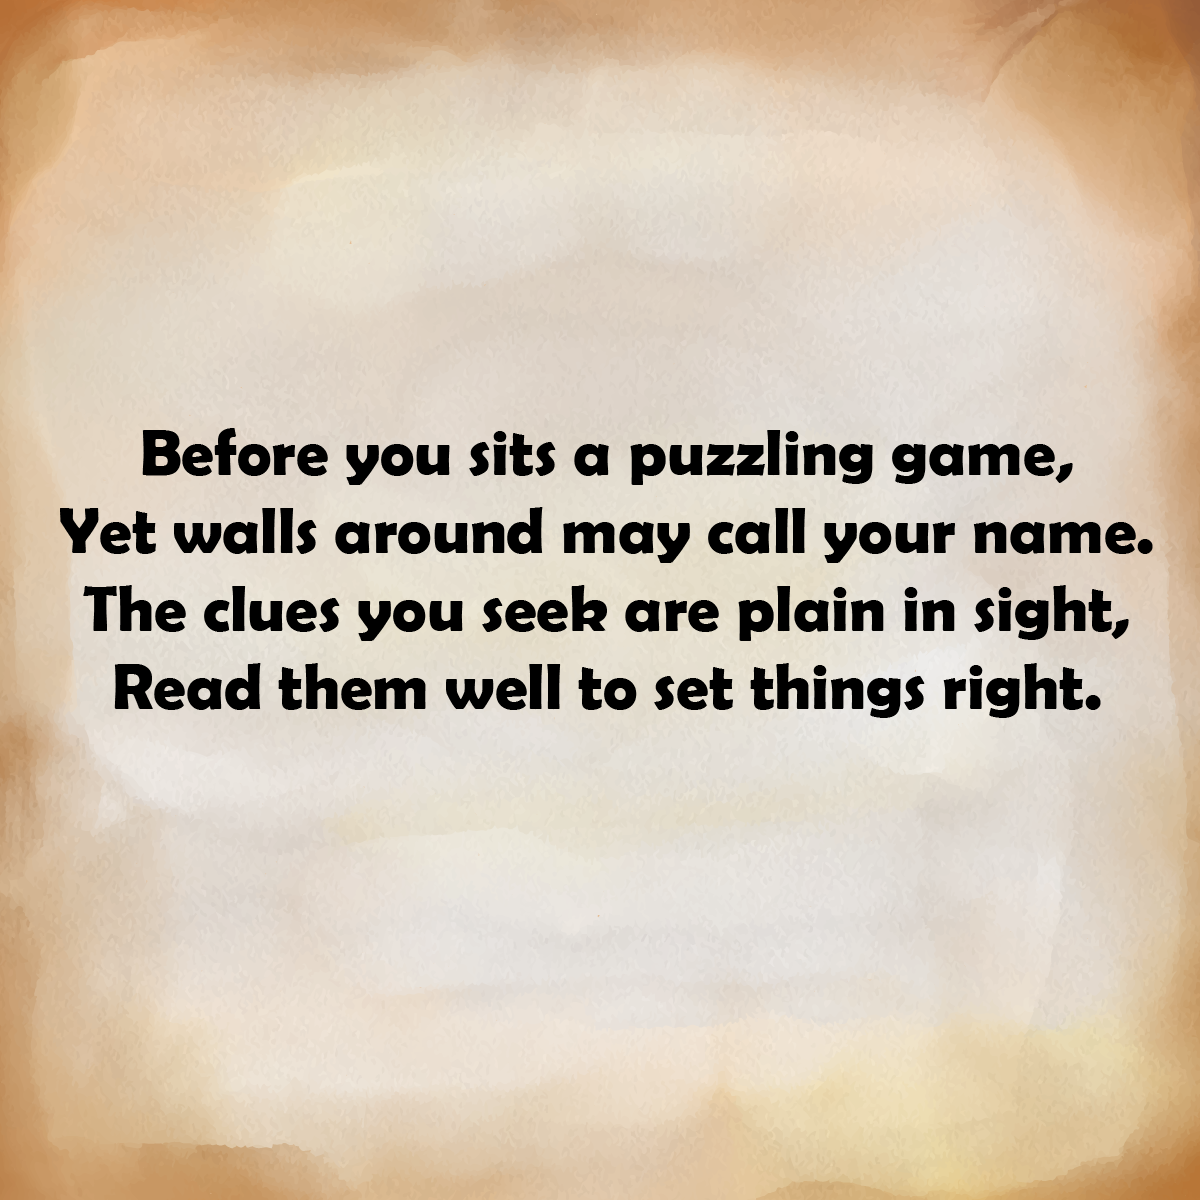 Before you sits a puzzling game,
Yet walls around may call your name.
The clues you seek are plain in sight,
Read them well to set things right.